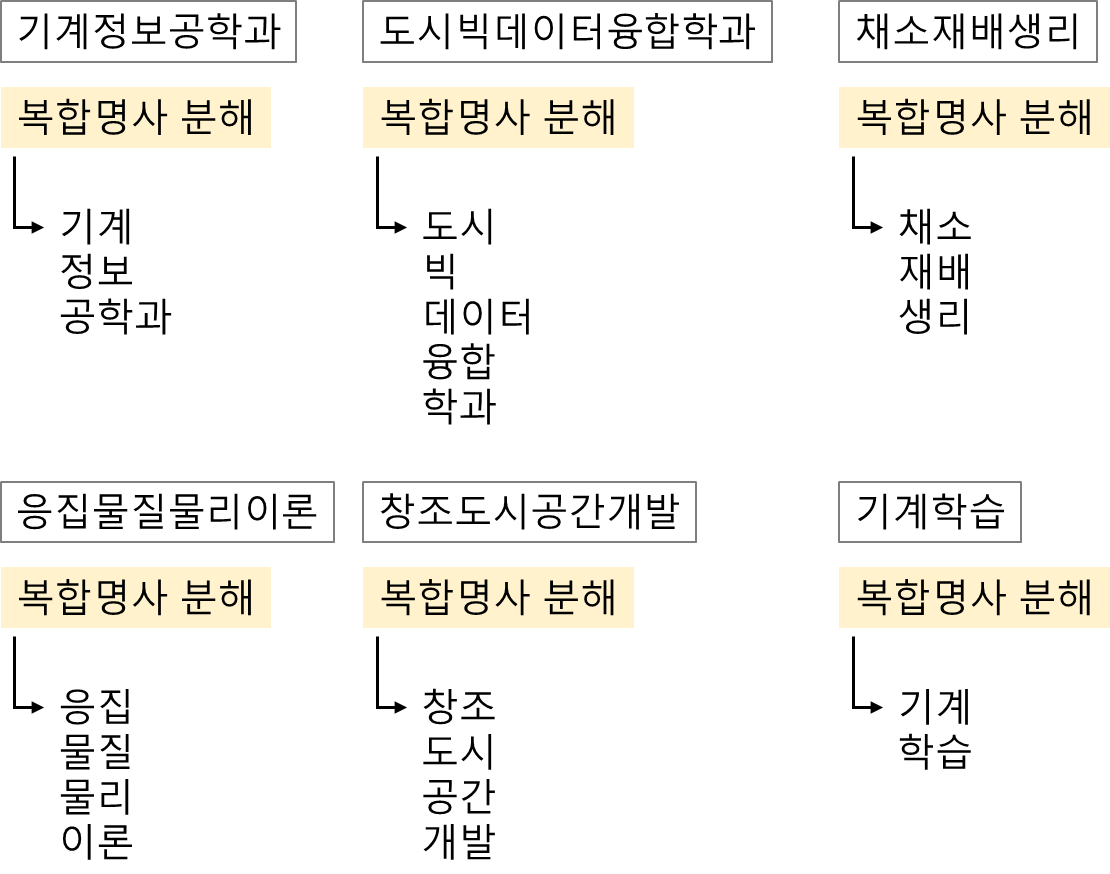 기계정보공학과
복합명사 분해
기계
정보
공학과
도시빅데이터융합학과
복합명사 분해
도시
빅
데이터
융합
학과
채소재배생리
복합명사 분해
채소
재배
생리
응집물질물리이론
복합명사 분해
응집
물질
물리
이론
창조도시공간개발
복합명사 분해
창조
도시
공간
개발
기계학습
복합명사 분해
기계
학습